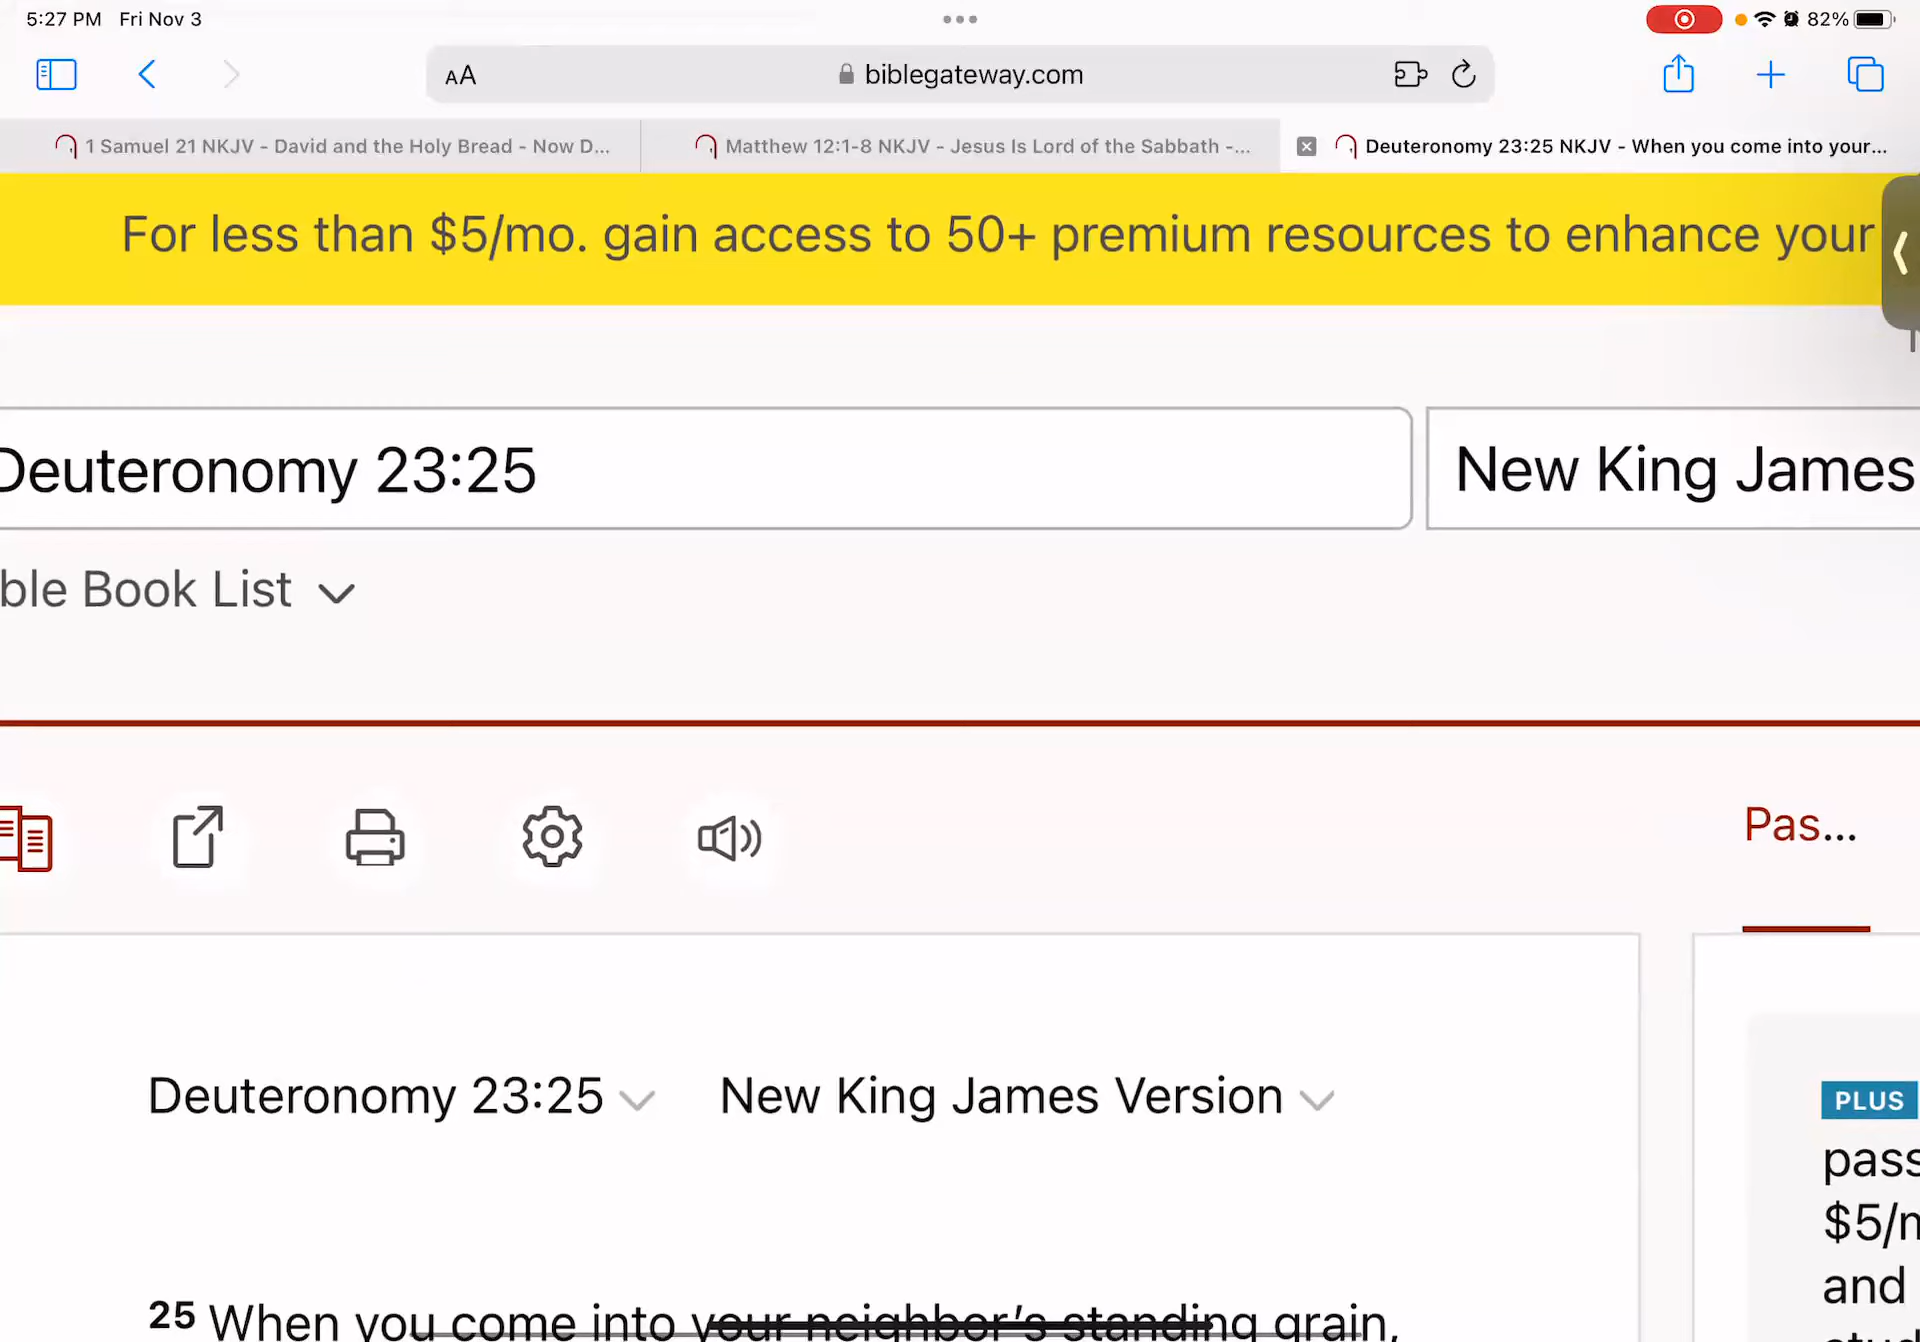 5:27 PM Fri Nov 3
82%
AA
biblegateway.com
1 Samuel 21 NKJV - David and the Holy Bread - Now D...
Matthew 12:1-8 NKJV - Jesus Is Lord of the Sabbath -...
Deuteronomy 23:25 NKJV - When you come into your...
For less than $5/mo. gain access to 50+ premium resources to enhance your
Deuteronomy 23:25
New King James
ble Book List
Pas...
Deuteronomy 23:25
New King James Version
PLUS
pass
$5/m
and
25 When you come into your neighbor's standing grain,